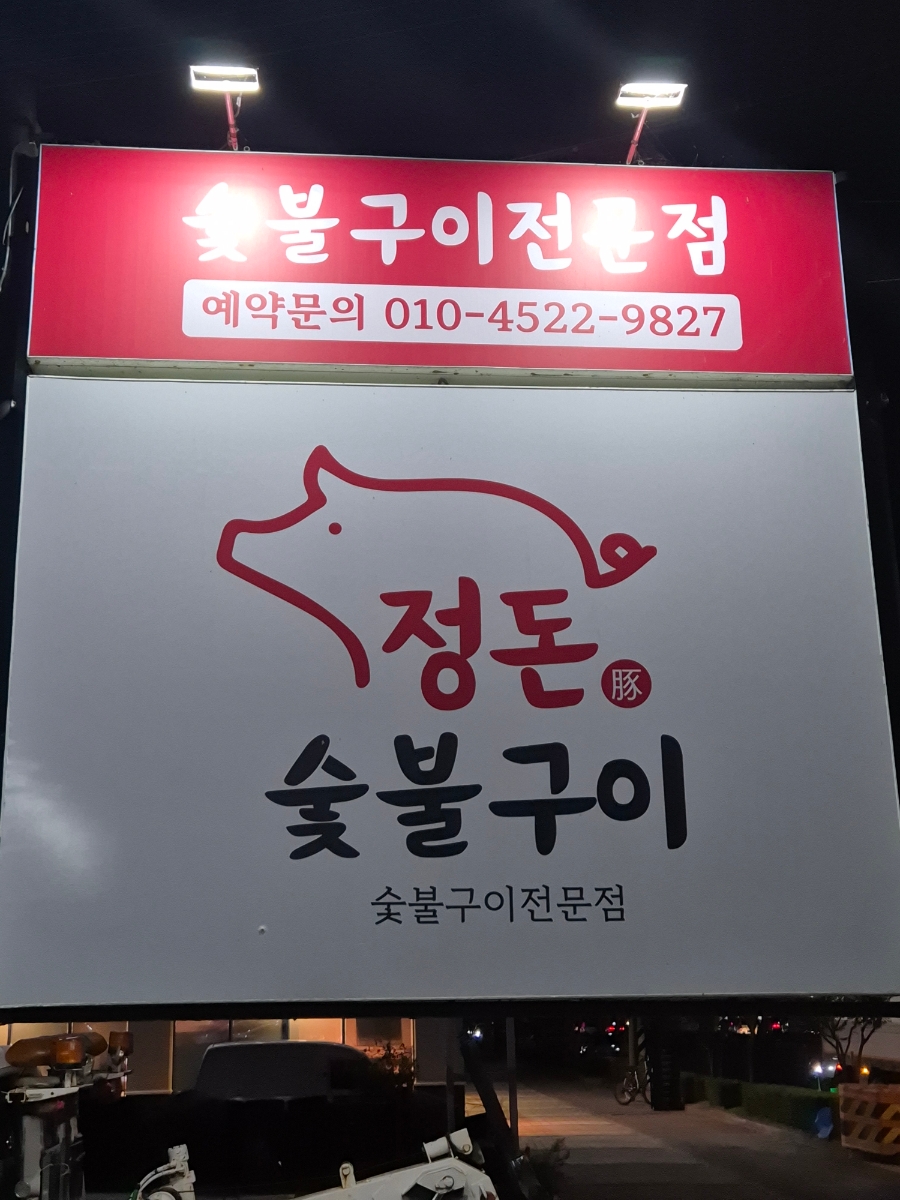 숯불구이전문점
예약문의 010-4522-9827
정돈 豚
숯불구이
숯불구이전문점